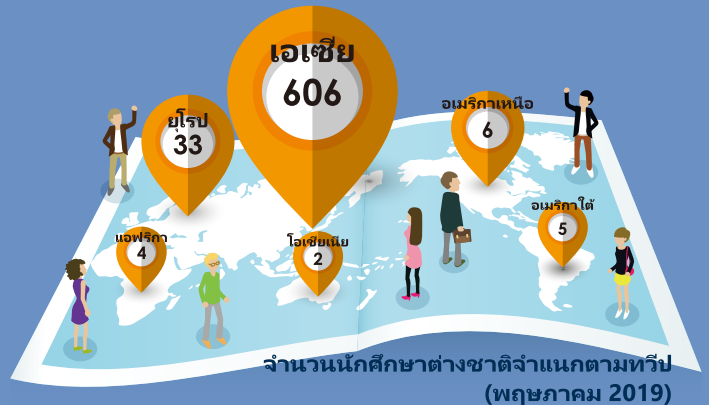 เอเซีย
606
ยุโรป
33
อเมริกาเหนือ
6
อเมริกาใต้
5
แอฟริกา
4
โอเชียเนีย
2
จำนวนนักศึกษาต่างชาติจำแนกตามทวีป
(พฤษภาคม 2019)